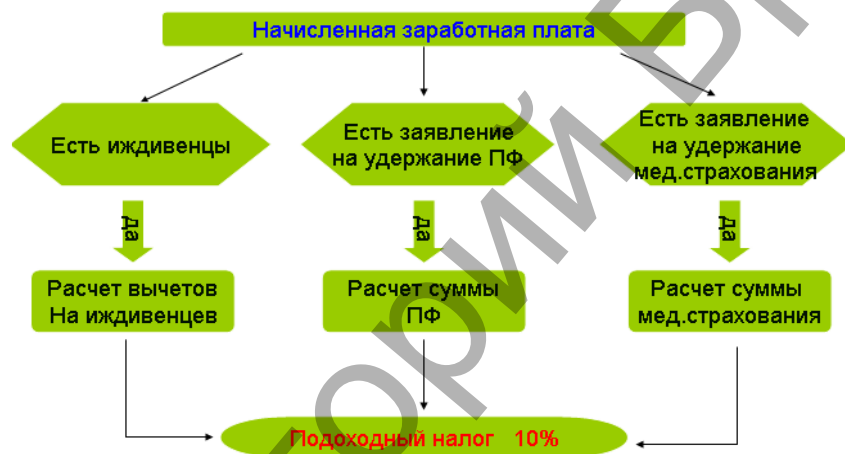 Начисленная заработная плата
Есть иждивенцы
Есть заявление
на удержание ПФ
Есть заявление
на удержание
мед.страхования
да
да
да
Расчет вычетов
На иждивенцев
Расчет суммы
ПФ
Расчет суммы
мед.страхования
Подоходный налог 10%